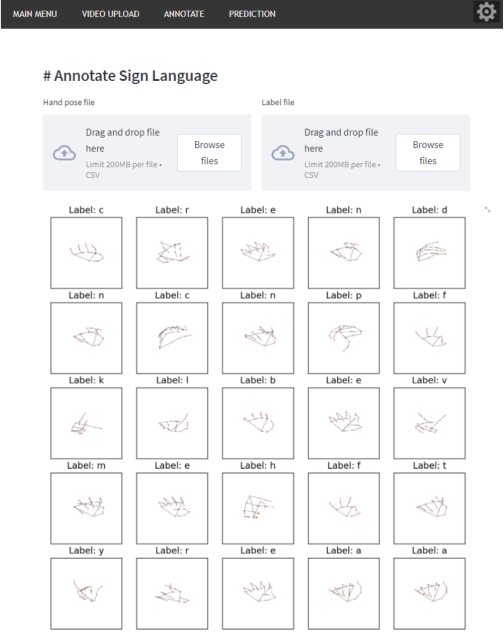 MAIN MENU VIDEO UPLOAD ANNOTATE PREDICTION
# Annotate Sign Language
Hand pose file Label file
Drag and drop file here
Limit 200MB per file • CSV
Browse files
Drag and drop file here
Limit 200MB per file • CSV
Browse files
Label: c Label: r Label: e Label: n Label: d
Label: n Label: c Label: n Label: p Label: f
Label: k Label: l Label: b Label: e Label: v
Label: m Label: e Label: h Label: f Label: t
Label: y Label: r Label: e Label: a Label: a